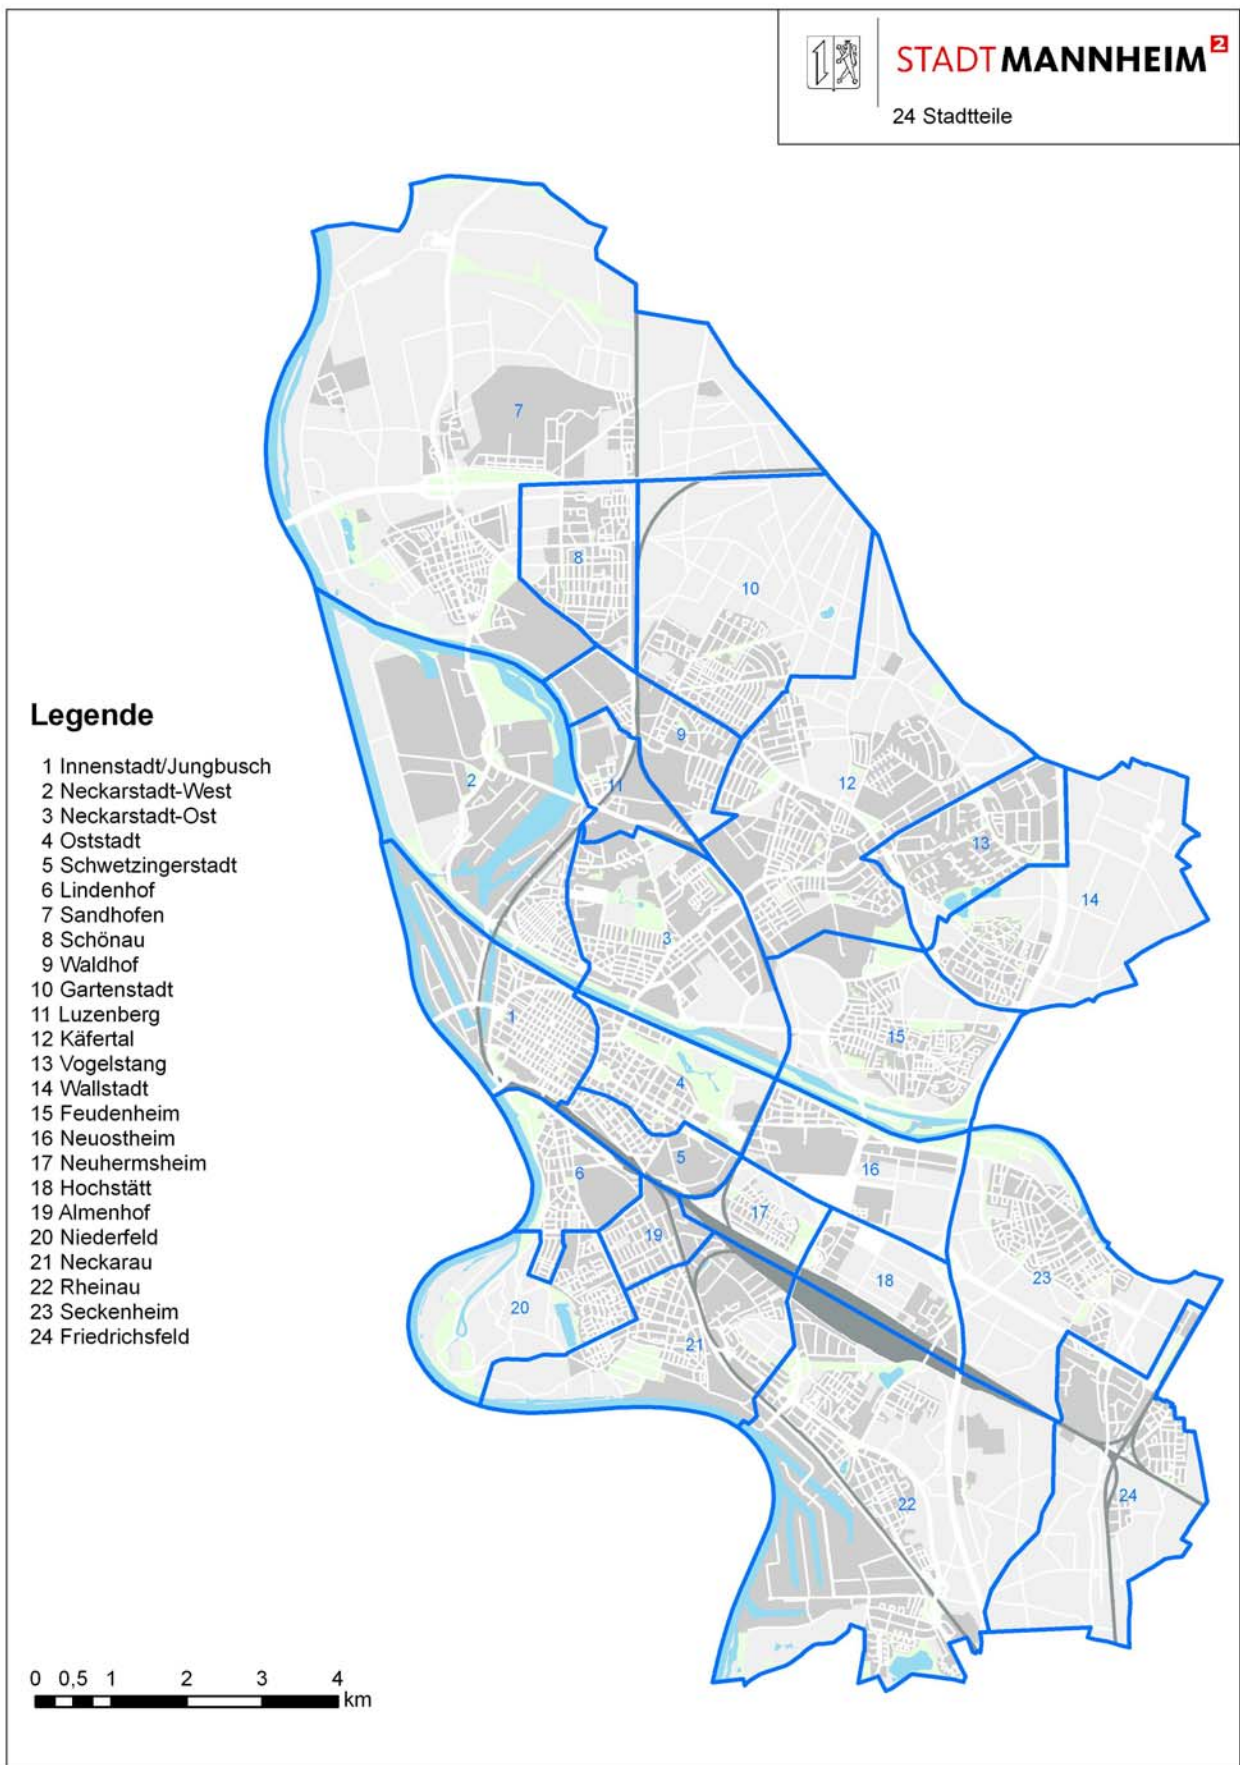 STADTMANNHEIM²
24 Stadtteile
7
8
10
9
2
11
12
13
14
3
15
1
4
5
16
6
17
19
18
23
20
21
22
24
Legende
1 Innenstadt/Jungbusch
2 Neckarstadt-West
3 Neckarstadt-Ost
4 Oststadt
5 Schwetzingerstadt
6 Lindenhof
7 Sandhofen
8 Schönau
9 Waldhof
10 Gartenstadt
11 Luzenberg
12 Käfertal
13 Vogelstang
14 Wallstadt
15 Feudenheim
16 Neuostheim
17 Neuhermsheim
18 Hochstätt
19 Almenhof
20 Niederfeld
21 Neckarau
22 Rheinau
23 Seckenheim
24 Friedrichsfeld
0 0,5 1 2 3 4
km